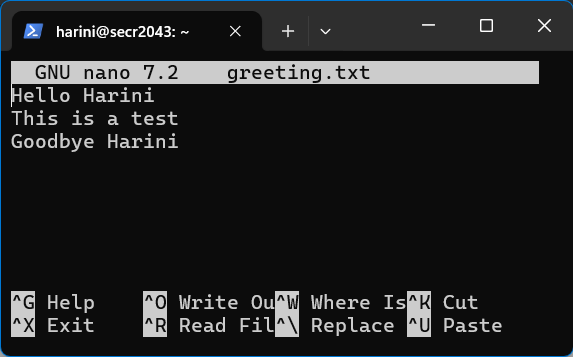 harini@secr2043: ~
GNU nano 7.2    greeting.txt
Hello Harini
This is a test
Goodbye Harini
^G Help    ^O Write Ou^W Where Is^K Cut
^X Exit    ^R Read Fil^\ Replace ^U Paste